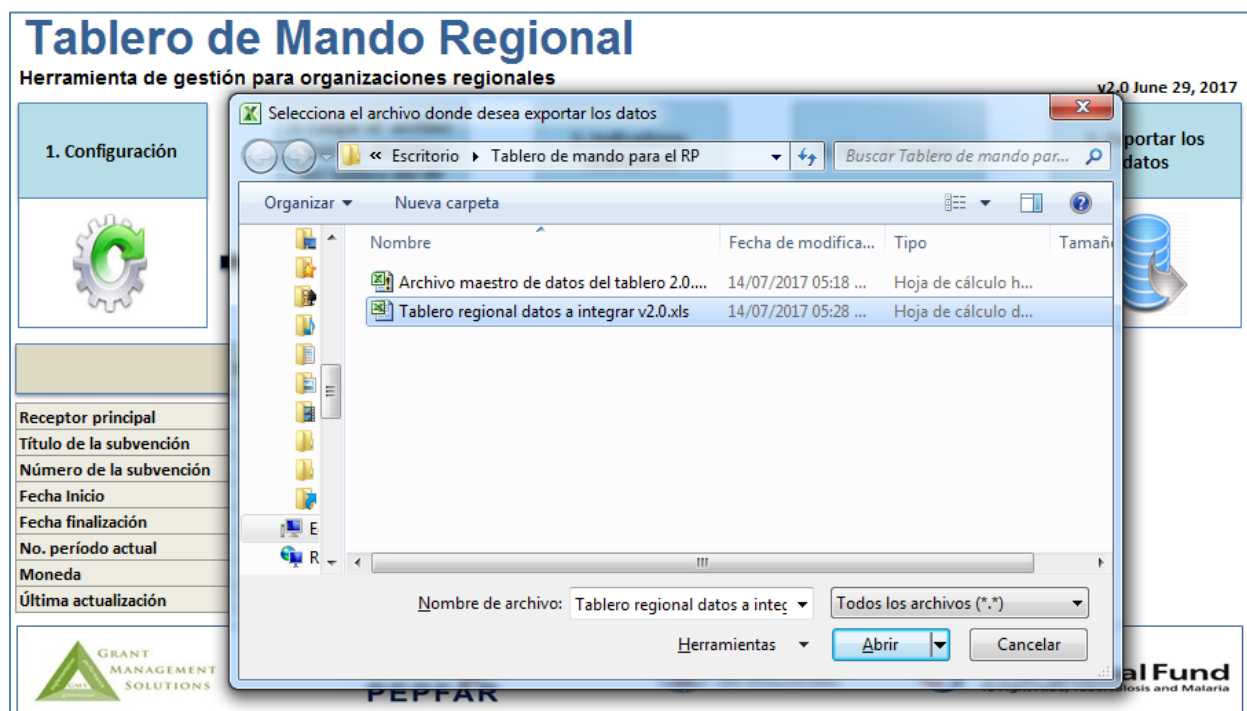 Tablero de Mando Regional
Herramienta de gestión para organizaciones regionales
v2.0 June 29, 2017
1. Configuración
portar los
datos
Selecciona el archivo donde desea exportar los datos
« Escritorio Tablero de mando para el RP
Buscar Tablero de mando par...
Organizar
Nueva carpeta
Nombre Fecha de modifica... Tipo Tamañ
Archivo maestro de datos del tablero 2.0.... 14/07/2017 05:18 ... Hoja de cálculo h...
Tablero regional datos a integrar v2.0.xls 14/07/2017 05:28 ... Hoja de cálculo d...
E
R
Nombre de archivo: Tablero regional datos a integ Todos los archivos (*.*)
Herramientas Abrir Cancelar
Receptor principal
Título de la subvención
Número de la subvención
Fecha Inicio
Fecha finalización
No. período actual
Moneda
Última actualización
GRANT
MANAGEMENT
SOLUTIONS
PEPFAR
al Fund
and Malaria